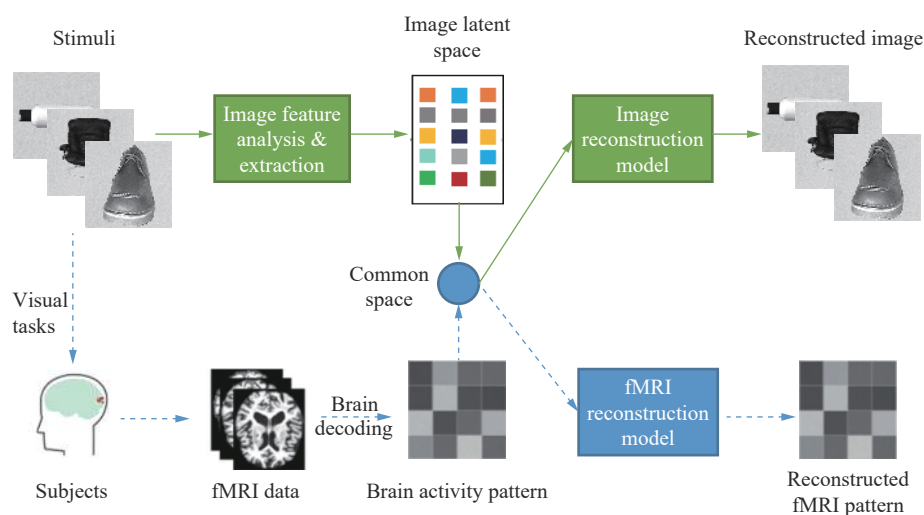 Stimuli
Image latent
space
Reconstructed image
Image feature
analysis &
extraction
Image
reconstruction
model
Common
space
Visual
tasks
Brain
decoding
fMRI
reconstruction
model
Subjects
fMRI data
Brain activity pattern
Reconstructed
fMRI pattern